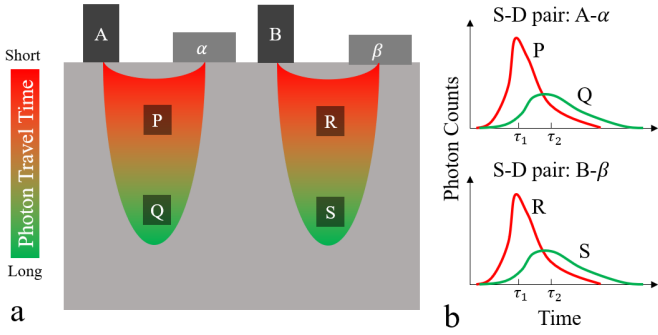 A
α
B
β
Short
Photon Travel Time
Long
P
R
Q
S
a
S-D pair: A-α
P
Q
τ₁
τ₂
Photon Counts
S-D pair: B-β
R
S
τ₁
τ₂
b
Time